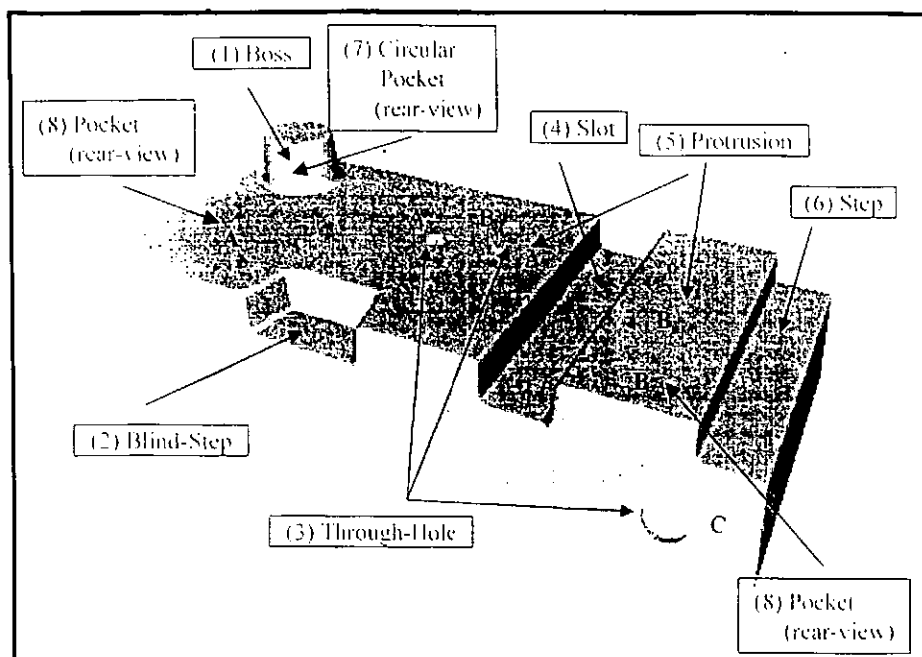 (1) Boss
(7) Circular
Pocket
(rear-view)
(8) Pocket
(rear-view)
(4) Slot
(5) Protrusion
(6) Step
A
B
B
B
(2) Blind-Step
(3) Through-Hole
C
(8) Pocket
(rear-view)